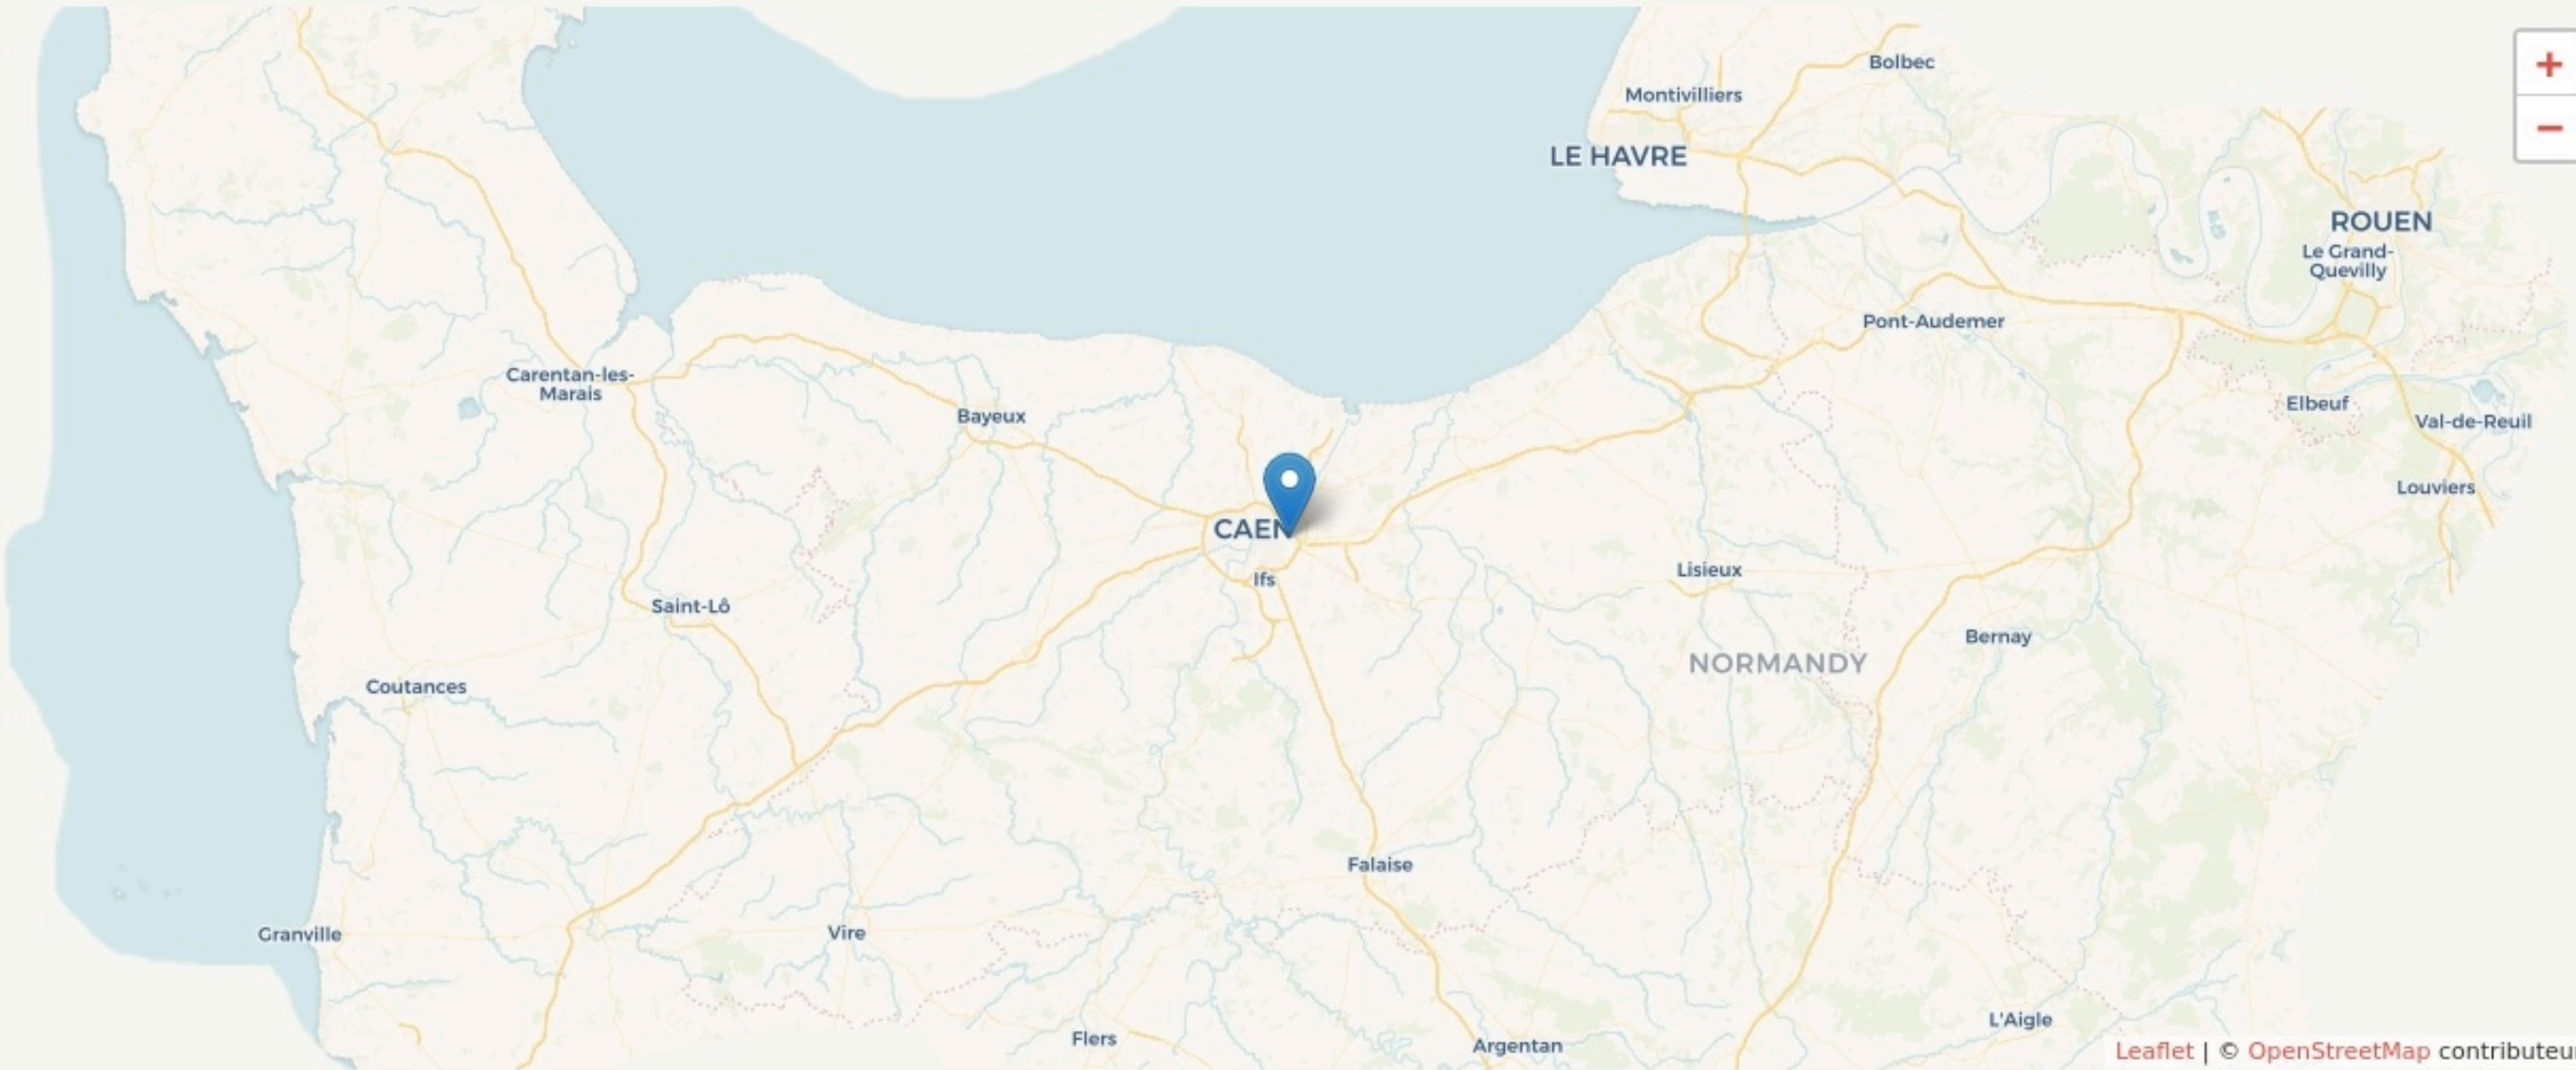 +
−
Bolbec
Montivilliers
LE HAVRE
ROUEN
Le Grand-
Quevilly
Pont-Audemer
Carentan-les-
Marais
Elbeuf
Bayeux
Val-de-Reuil
Louviers
CAEN
Ifs
Lisieux
Saint-Lô
Bernay
NORMANDY
Coutances
Falaise
Granville
Vire
L'Aigle
Flers
Argentan
Leaflet | © OpenStreetMap contributeur